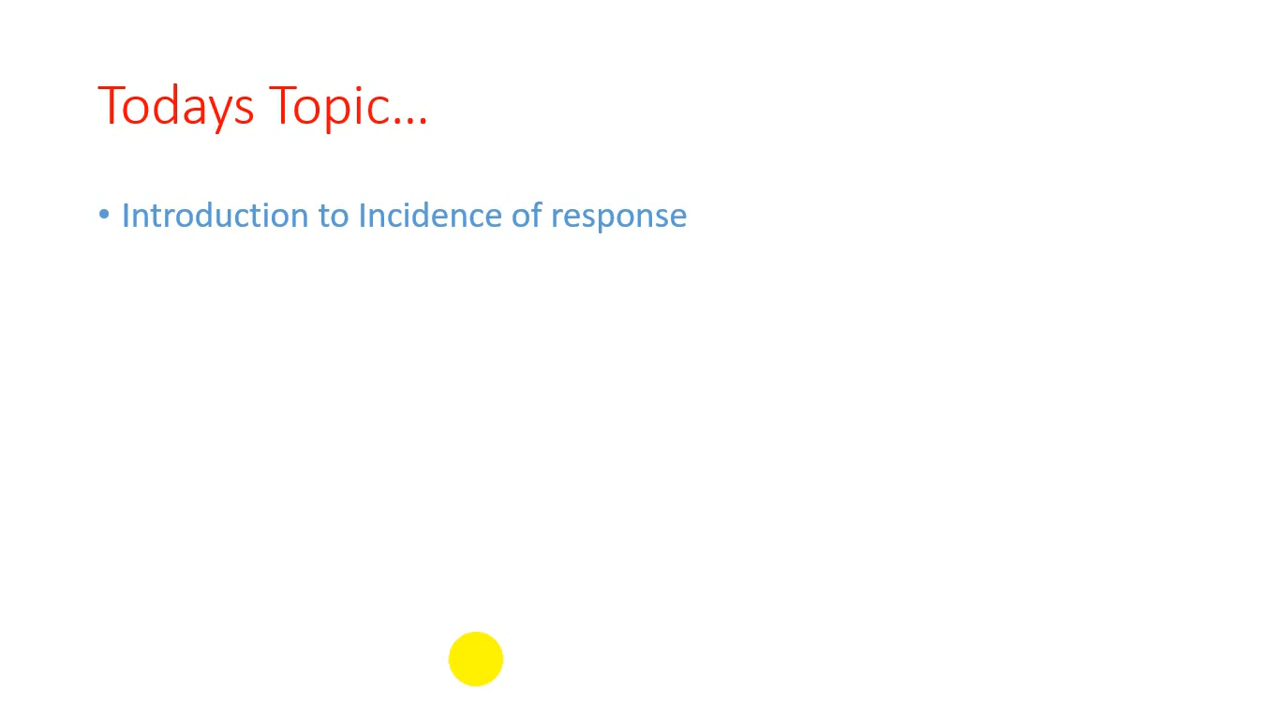 Todays Topic...
• Introduction to Incidence of response